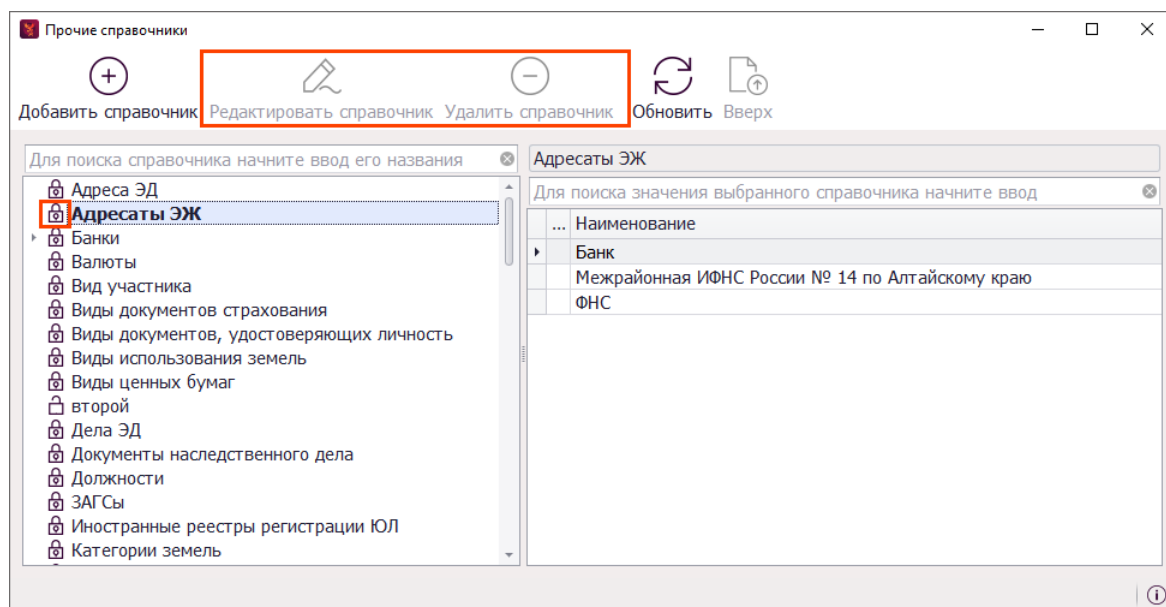 Прочие справочники
Добавить справочник Редактировать справочник Удалить справочник Обновить Вверх
Для поиска справочника начните ввод его названия
Адреса ЭД
Адресаты ЭЖ
Банки
Валюты
Вид участника
Виды документов страхования
Виды документов, удостоверяющих личность
Виды использования земель
Виды ценных бумаг
второй
Дела ЭД
Документы наследственного дела
Должности
ЗАГСы
Иностранные реестры регистрации ЮЛ
Категории земель
Адресаты ЭЖ
Для поиска значения выбранного справочника начните ввод
... Наименование
Банк
Межрайонная ИФНС России № 14 по Алтайскому краю
ФНС